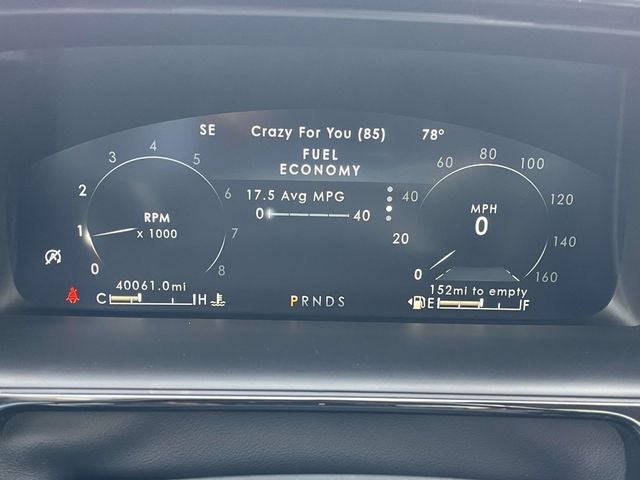 SE Crazy For You (85) 78°
FUEL
ECONOMY
17.5 Avg MPG
0 40
0 1 2 3 4 5 6 7 8
RPM
x 1000
0 20 40 60 80 100 120 140 160
MPH
0
40061.0mi
C H
PRNDS
152mi to empty
E F